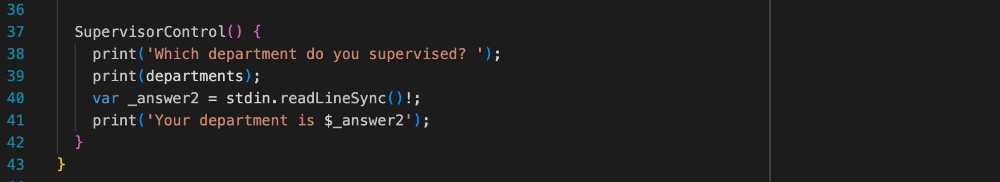 36
37 SupervisorControl() {
38 print('Which department do you supervised? ');
39 print(departments);
40 var _answer2 = stdin.readLineSync()!;
41 print('Your department is $_answer2');
42 }
43 }